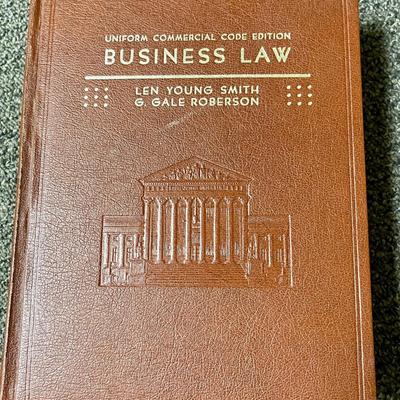 UNIFORM COMMERCIAL CODE EDITION
BUSINESS LAW
LEN YOUNG SMITH
G. GALE ROBERSON